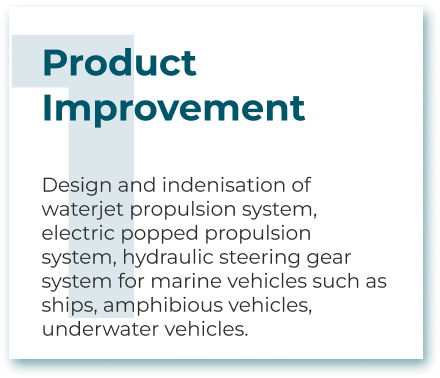 1
Product
Improvement
Design and indenisation of
waterjet propulsion system,
electric popped propulsion
system, hydraulic steering gear
system for marine vehicles such as
ships, amphibious vehicles,
underwater vehicles.